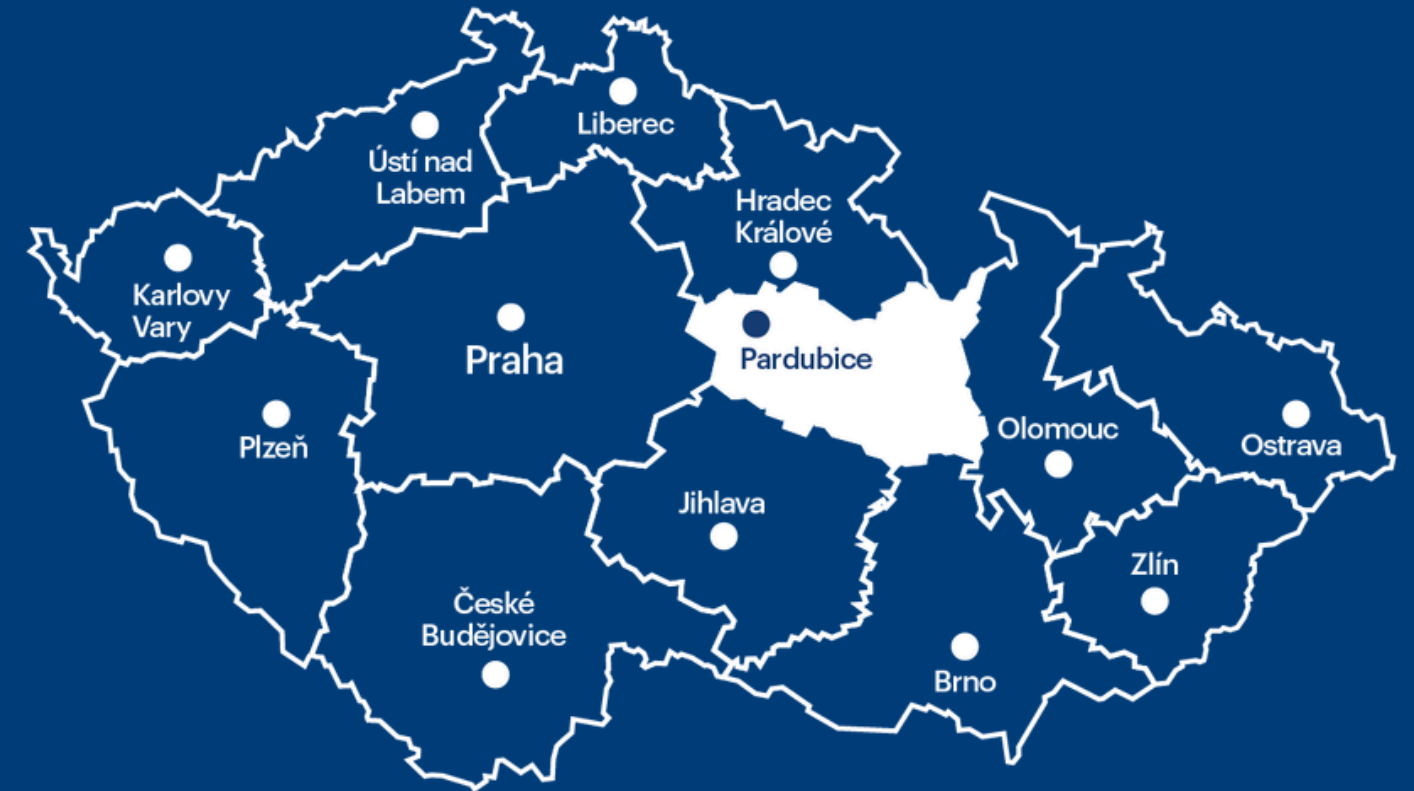 Liberec
Ústí nad
Labem
Hradec
Králové
Karlovy
Vary
Praha
Pardubice
Plzeň
Olomouc
Ostrava
Jihlava
Zlín
České
Budějovice
Brno